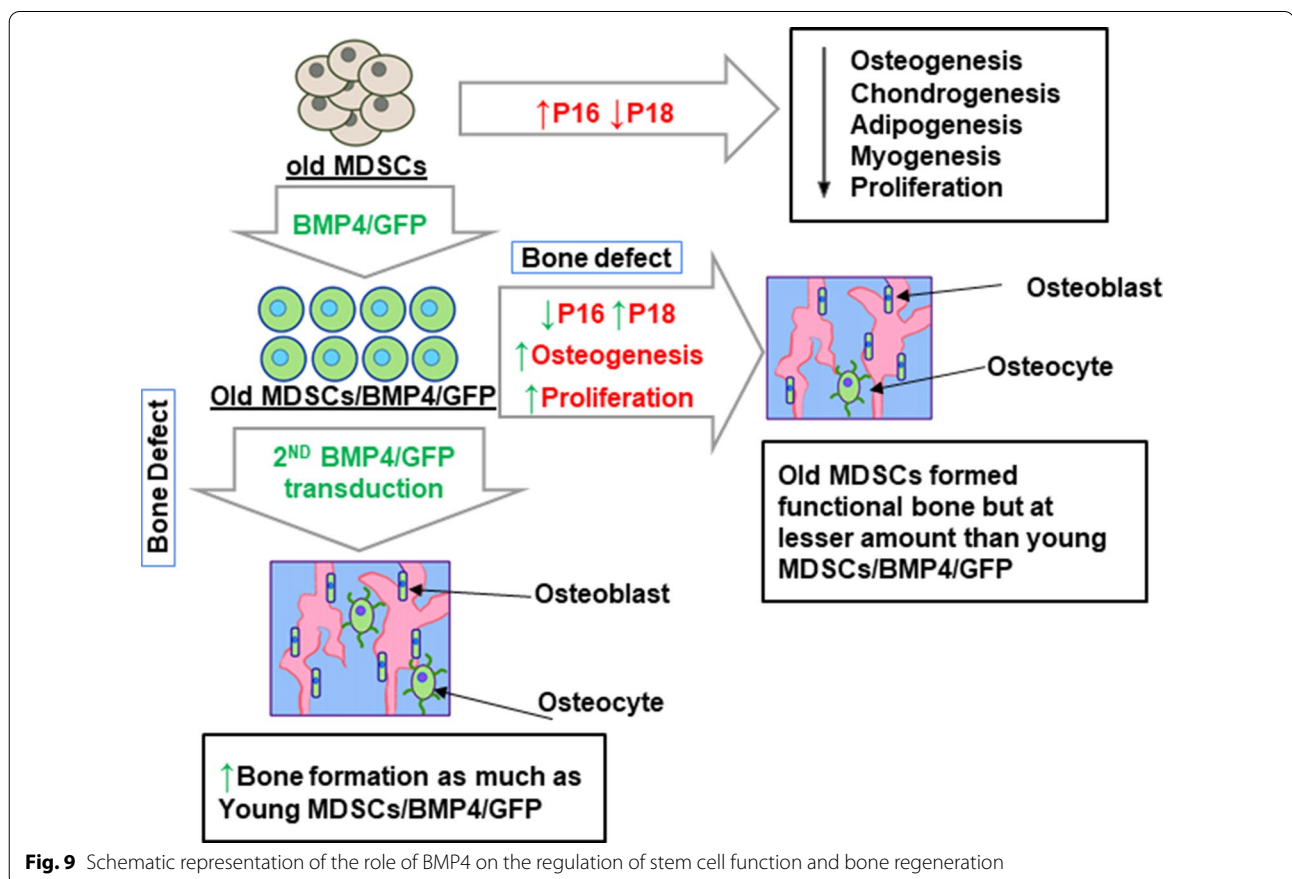 old MDSCs
↑P16 ↓P18
Osteogenesis
Chondrogenesis
Adipogenesis
Myogenesis
Proliferation
BMP4/GFP
Old MDSCs/BMP4/GFP
Bone defect
↓P16 ↑P18
↑Osteogenesis
↑Proliferation
Osteoblast
Osteocyte
Old MDSCs formed
functional bone but at
lesser amount than young
MDSCs/BMP4/GFP
Bone Defect
2ND BMP4/GFP
transduction
Osteoblast
Osteocyte
↑Bone formation as much as
Young MDSCs/BMP4/GFP
Fig. 9 Schematic representation of the role of BMP4 on the regulation of stem cell function and bone regeneration